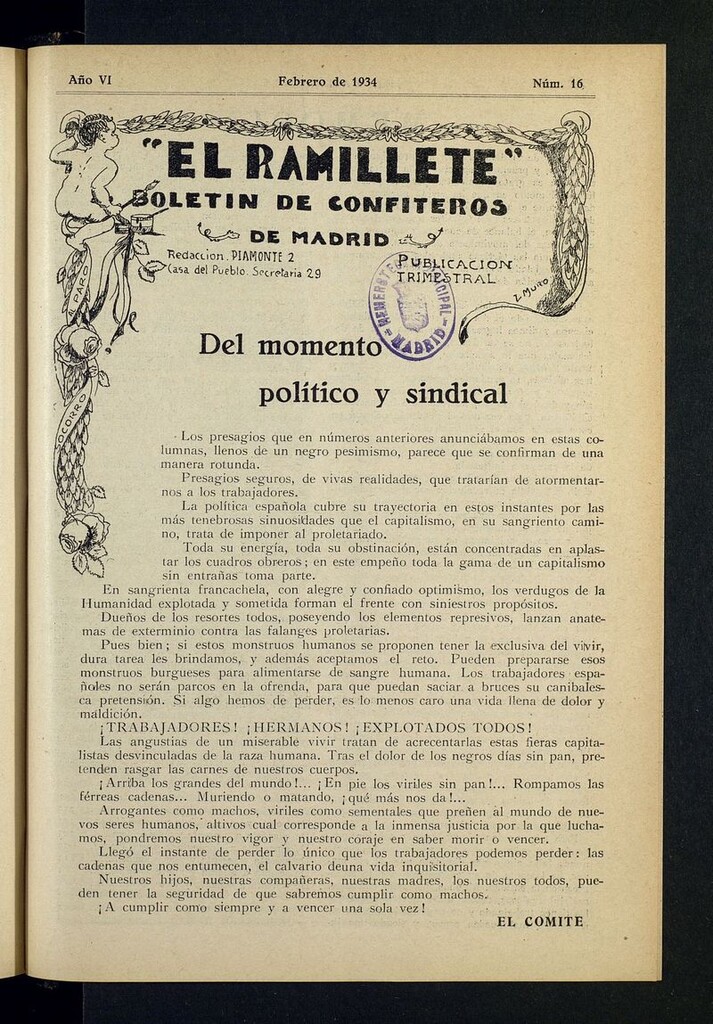 Año VI Febrero de 1934 Núm. 16
"EL RAMILLETE"
BOLETIN DE CONFITEROS
DE MADRID
Redaccion. PIAMONTE 2
Casa del Pueblo. Secretaria 29
PUBLICACION
TRIMESTRAL
L. MURO
PARO
SOCORRO
HEMEROTECA MUNICIPAL
MADRID
Del momento
político y sindical
Los presagios que en números anteriores anunciábamos en estas co-
lumnas, llenos de un negro pesimismo, parece que se confirman de una
manera rotunda.
Presagios seguros, de vivas realidades, que tratarían de atormentar-
nos a los trabajadores.
La política española cubre su trayectoria en estos instantes por las
más tenebrosas sinuosidades que el capitalismo, en su sangriento cami-
no, trata de imponer al proletariado.
Toda su energía, toda su obstinación, están concentradas en aplas-
tar los cuadros obreros; en este empeño toda la gama de un capitalismo
sin entrañas toma parte.
En sangrienta francachela, con alegre y confiado optimismo, los verdugos de la
Humanidad explotada y sometida forman el frente con siniestros propósitos.
Dueños de los resortes todos, poseyendo los elementos represivos, lanzan anate-
mas de exterminio contra las falanges proletarias.
Pues bien; si estos monstruos humanos se proponen tener la exclusiva del vivir,
dura tarea les brindamos, y además aceptamos el reto. Pueden prepararse esos
monstruos burgueses para alimentarse de sangre humana. Los trabajadores espa-
ñoles no serán parcos en la ofrenda, para que puedan saciar a bruces su canibales-
ca pretensión. Si algo hemos de perder, es lo menos caro una vida llena de dolor y
maldición.
¡TRABAJADORES! ¡HERMANOS! ¡EXPLOTADOS TODOS!
Las angustias de un miserable vivir tratan de acrecentarlas estas fieras capita-
listas desvinculadas de la raza humana. Tras el dolor de los negros días sin pan, pre-
tenden rasgar las carnes de nuestros cuerpos.
¡Arriba los grandes del mundo!... ¡En pie los viriles sin pan!... Rompamos las
férreas cadenas... Muriendo o matando, ¡qué más nos da!...
Arrogantes como machos, viriles como sementales que preñen al mundo de nue-
vos seres humanos, altivos cual corresponde a la inmensa justicia por la que lucha-
mos, pondremos nuestro vigor y nuestro coraje en saber morir o vencer.
Llegó el instante de perder lo único que los trabajadores podemos perder: las
cadenas que nos entumecen, el calvario deuna vida inquisitorial.
Nuestros hijos, nuestras compañeras, nuestras madres, los nuestros todos, pue-
den tener la seguridad de que sabremos cumplir como machos.
¡A cumplir como siempre y a vencer una sola vez!
EL COMITE